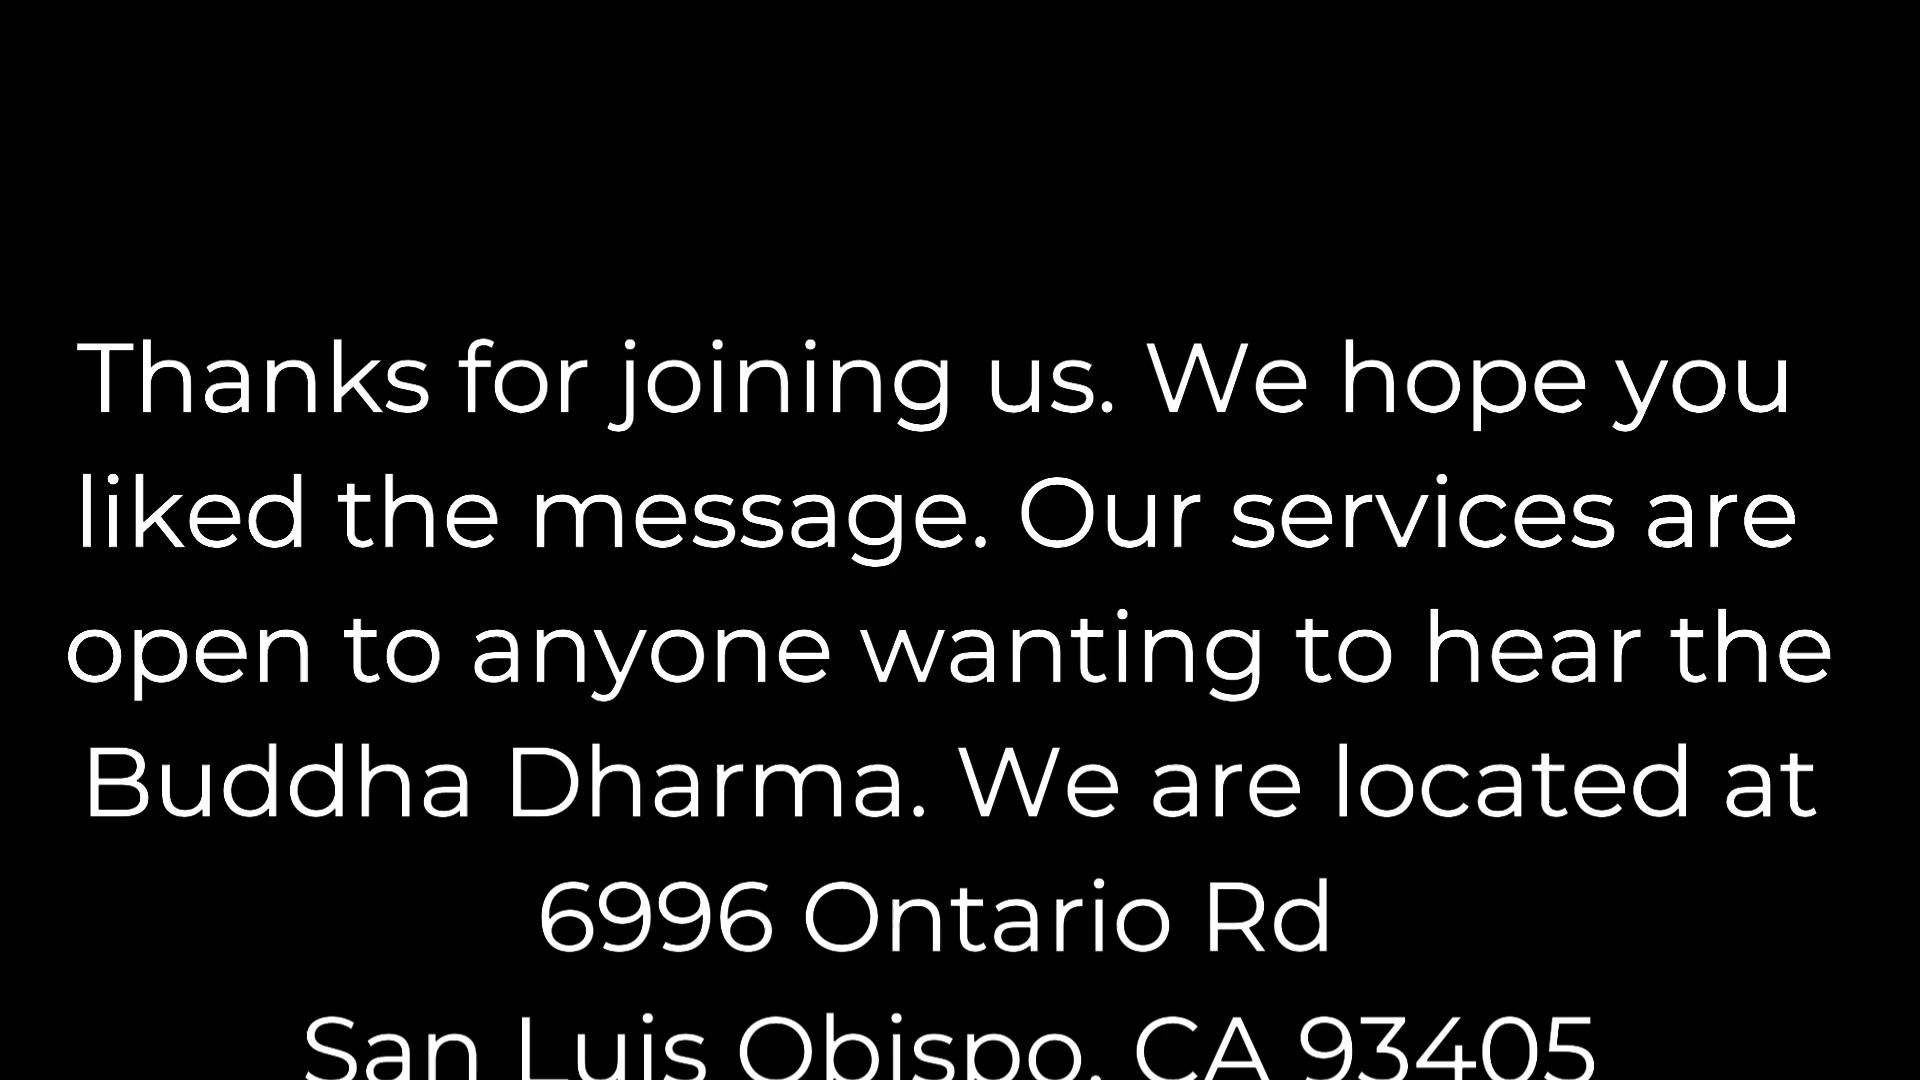 Thanks for joining us. We hope you
liked the message. Our services are
open to anyone wanting to hear the
Buddha Dharma. We are located at
6996 Ontario Rd
San Luis Obispo, CA 93405